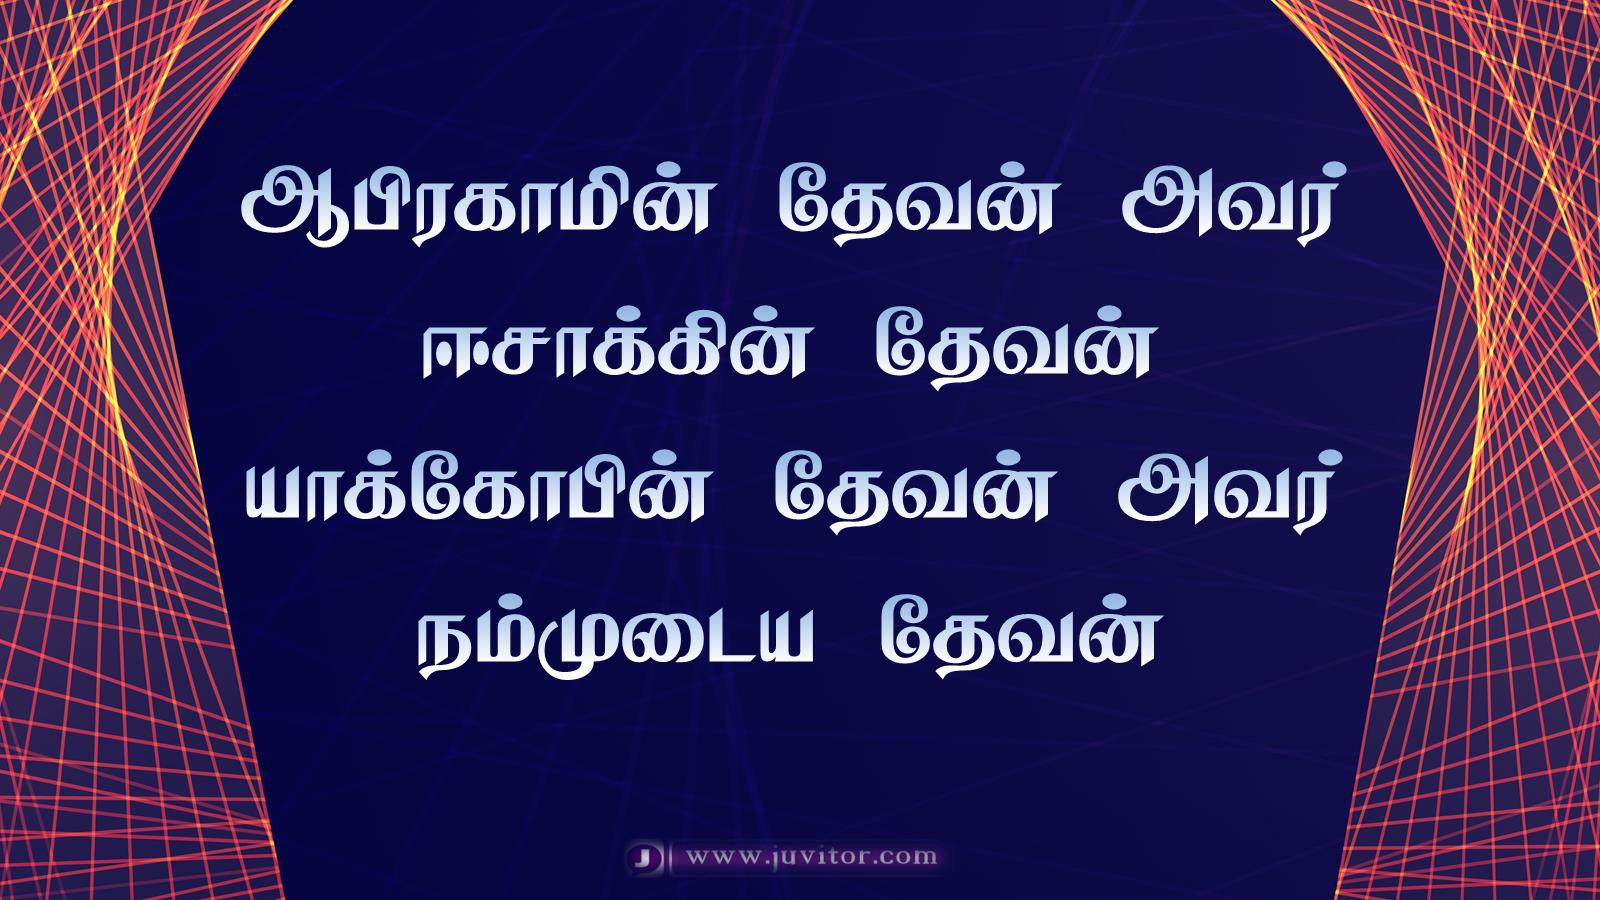 ஆபிரகாமின் தேவன் அவர்
ஈசாக்கின் தேவன்
யாக்கோபின் தேவன் அவர்
நம்முடைய தேவன்
J www.juvitor.com